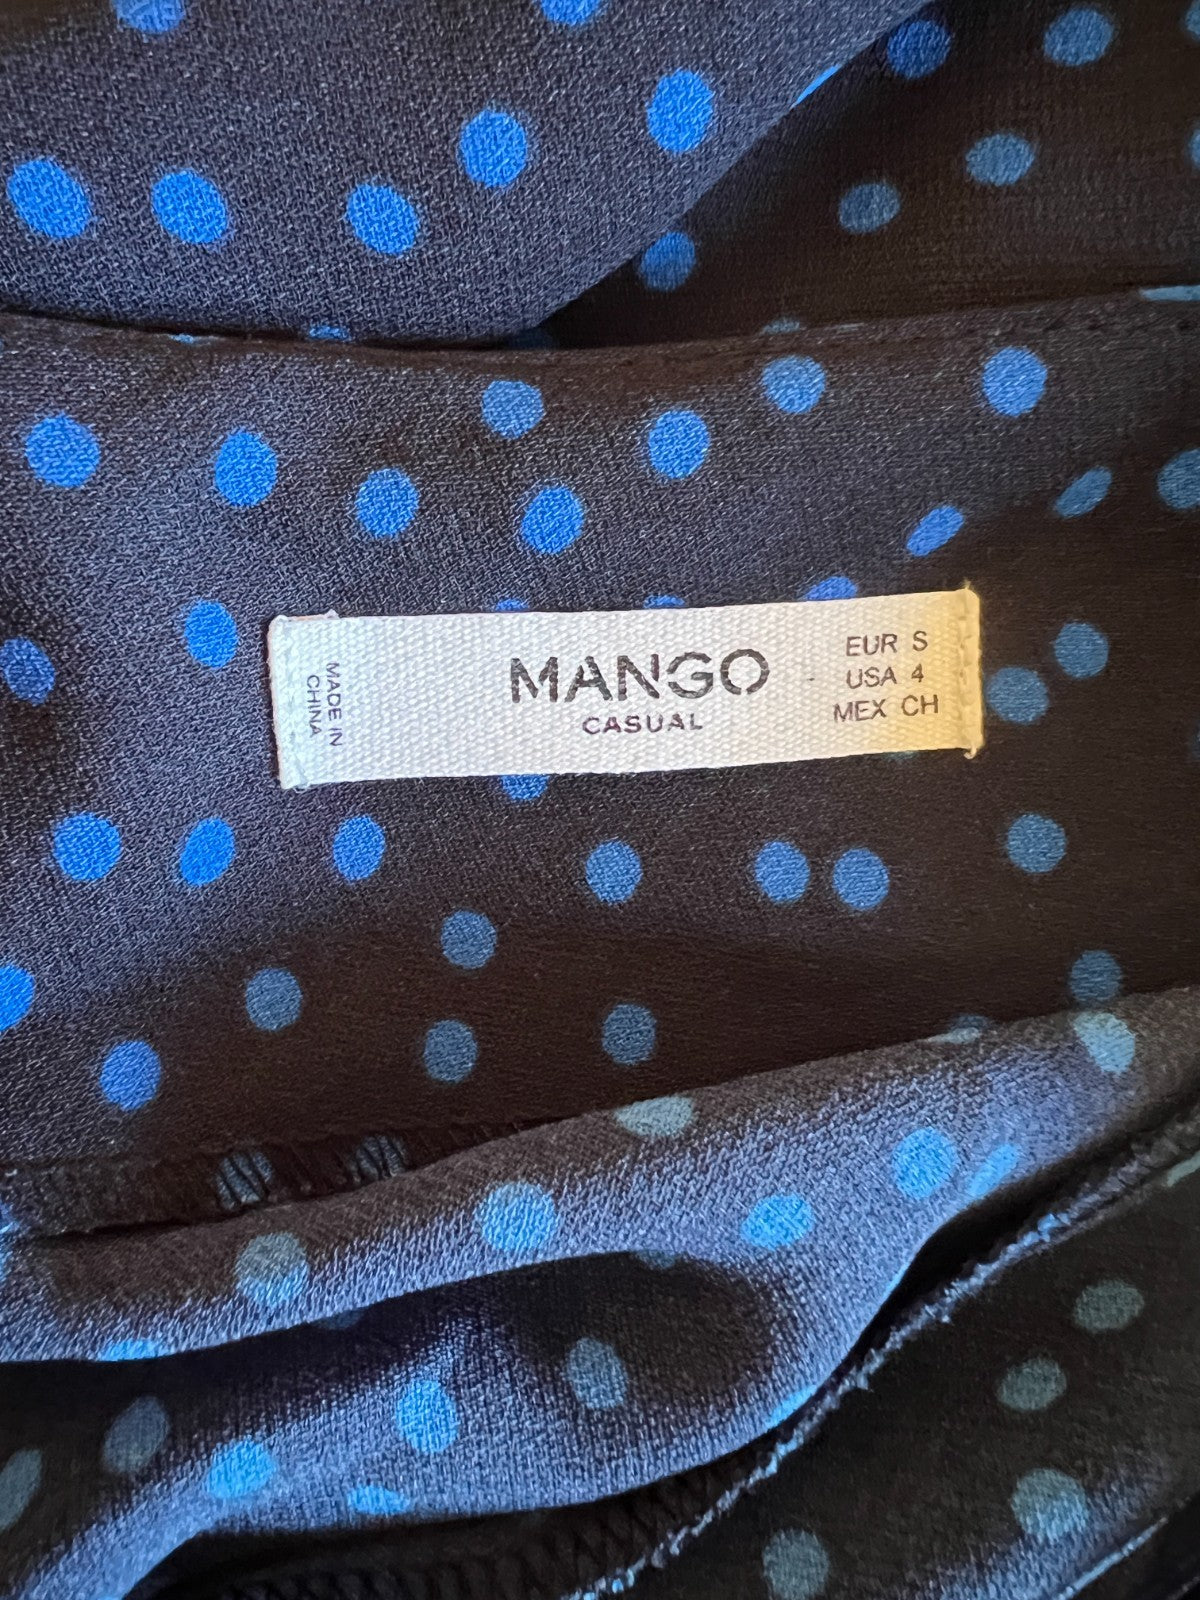 MADE IN
CHINA
MANGO
CASUAL
EUR S
USA 4
MEX CH